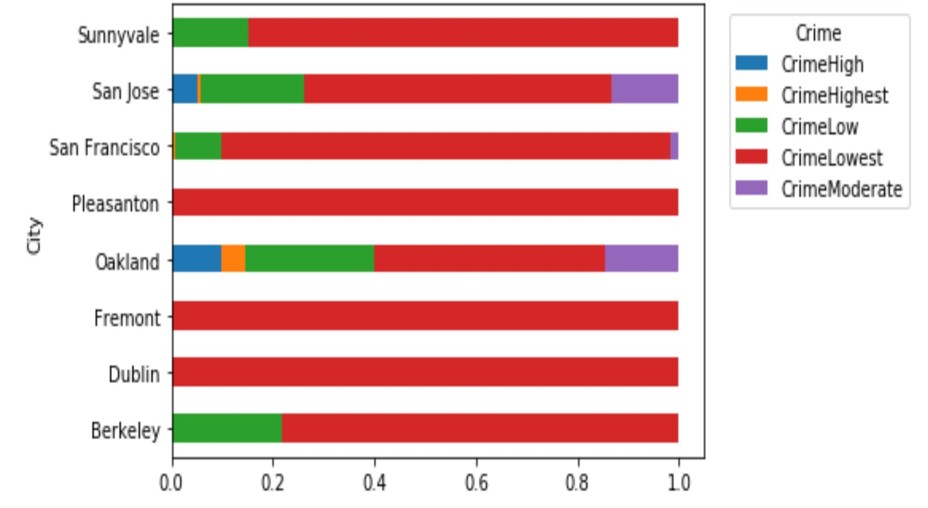 Sunnyvale
San Jose
San Francisco
Pleasanton
Oakland
Fremont
Dublin
Berkeley
City
0.0 0.2 0.4 0.6 0.8 1.0
Crime
CrimeHigh
CrimeHighest
CrimeLow
CrimeLowest
CrimeModerate